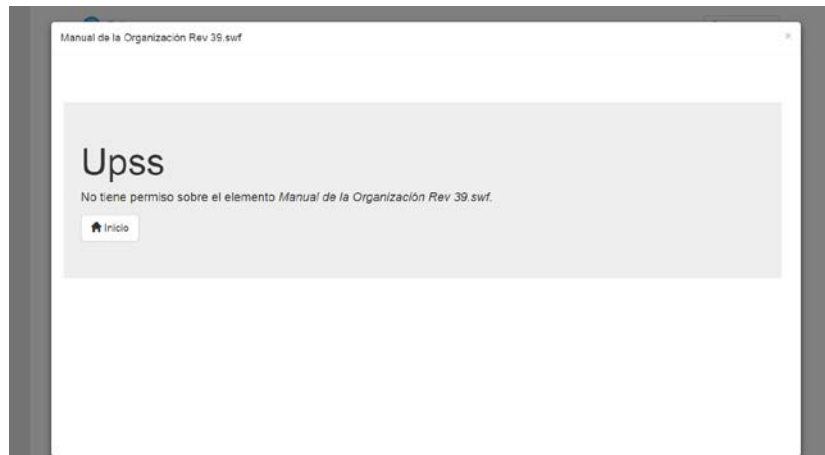 Manual de la Organización Rev 39.swf
×
Upss
No tiene permiso sobre el elemento Manual de la Organización Rev 39.swf.
Inicio